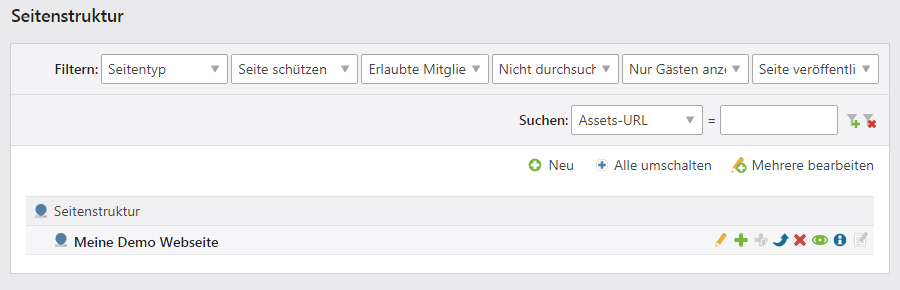 Seitenstruktur
Filtern: Seitentyp Seite schützen Erlaubte Mitglie Nicht durchsuch Nur Gästen anze Seite veröffentli
Suchen: Assets-URL =
Neu Alle umschalten Mehrere bearbeiten
Seitenstruktur
Meine Demo Webseite